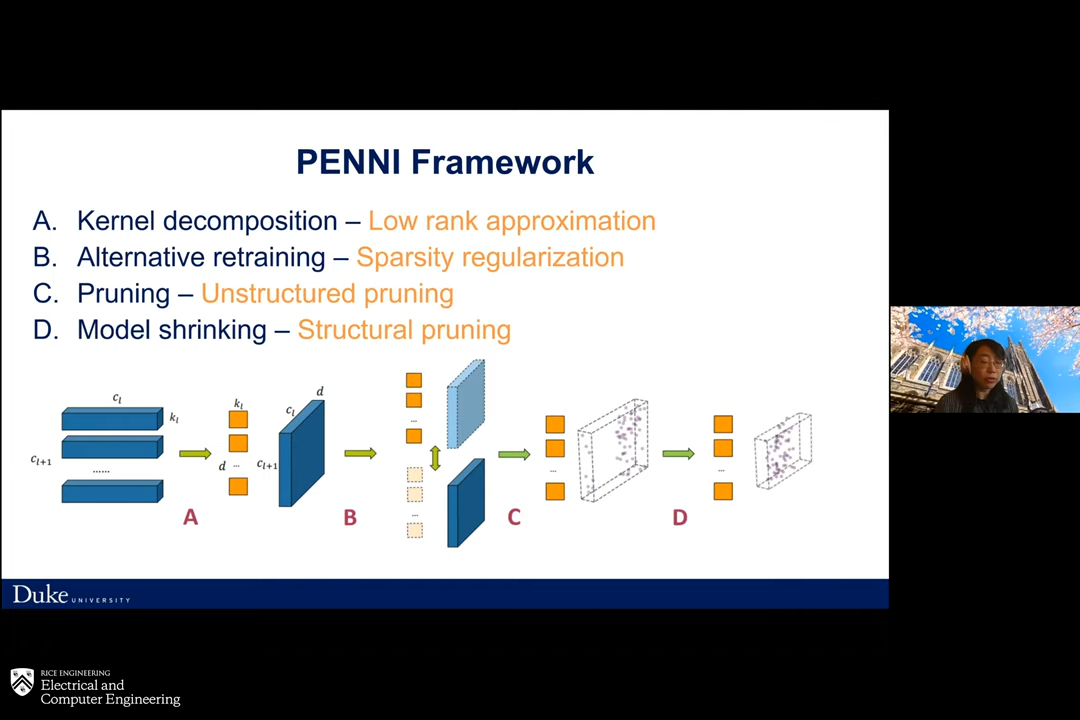 PENNI Framework
A. Kernel decomposition – Low rank approximation
B. Alternative retraining – Sparsity regularization
C. Pruning – Unstructured pruning
D. Model shrinking – Structural pruning
c_l
k_l
c_{l+1}
......
k_l
d
...
c_l
d
c_{l+1}
...
...
...
...
A
B
C
D
Duke UNIVERSITY
RICE ENGINEERING
Electrical and
Computer Engineering